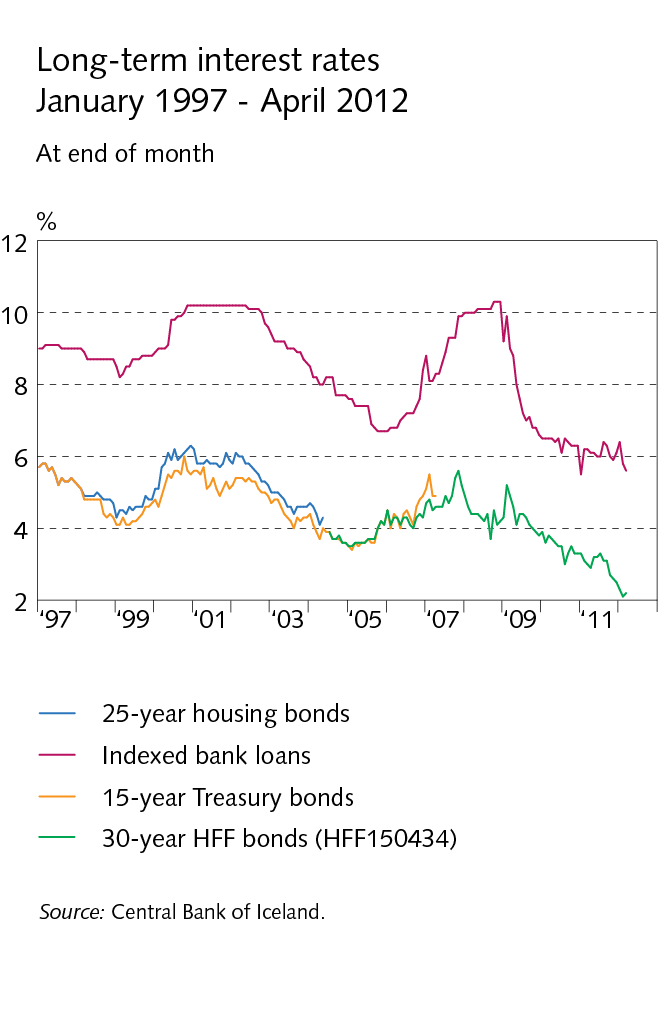 Long-term interest rates
January 1997 - April 2012
At end of month
%
12
10
8
6
4
2
‘97 ‘99 ‘01 ‘03 ‘05 ‘07 ‘09 ‘11
25-year housing bonds
Indexed bank loans
15-year Treasury bonds
30-year HFF bonds (HFF150434)
Source: Central Bank of Iceland.